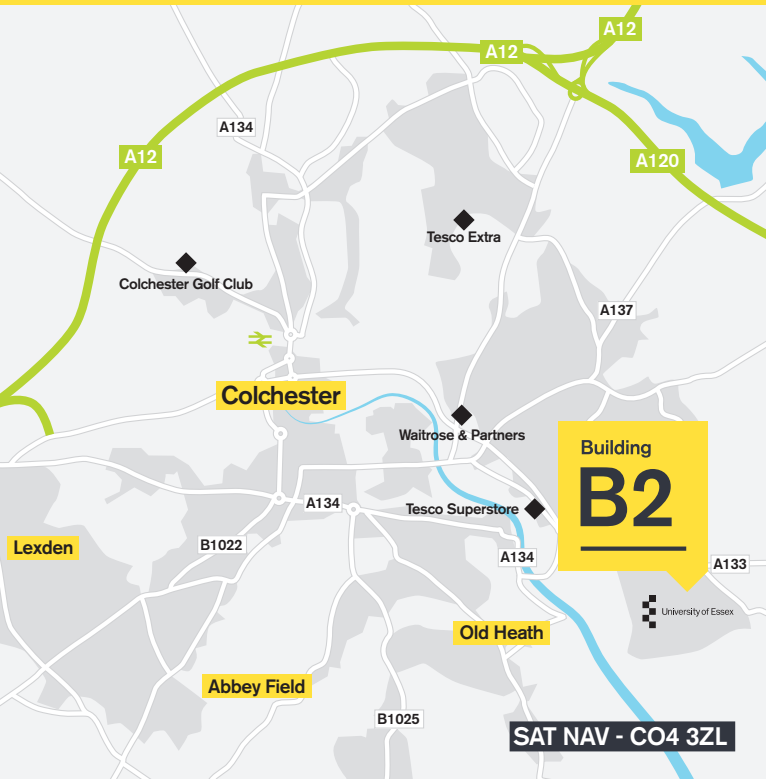 A12
A12
A134
A12
A120
Tesco Extra
Colchester Golf Club
A137
Colchester
Waitrose & Partners
Building
B2
A134
Tesco Superstore
Lexden
B1022
A134
A133
University of Essex
Old Heath
Abbey Field
B1025
SAT NAV - CO4 3ZL